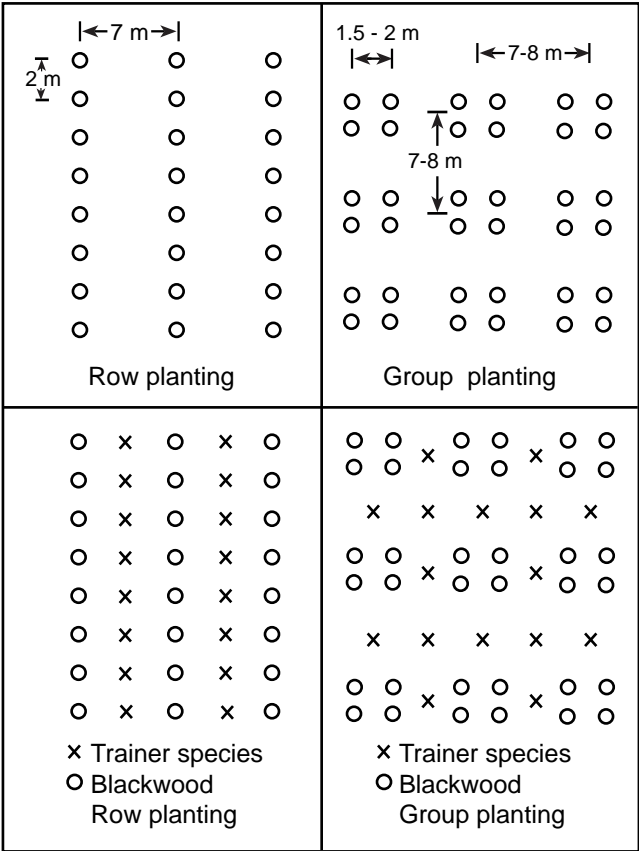 7 m
2 m
Row planting
1.5 - 2 m
7-8 m
7-8 m
Group planting
× Trainer species
O Blackwood
Row planting
× Trainer species
O Blackwood
Group planting